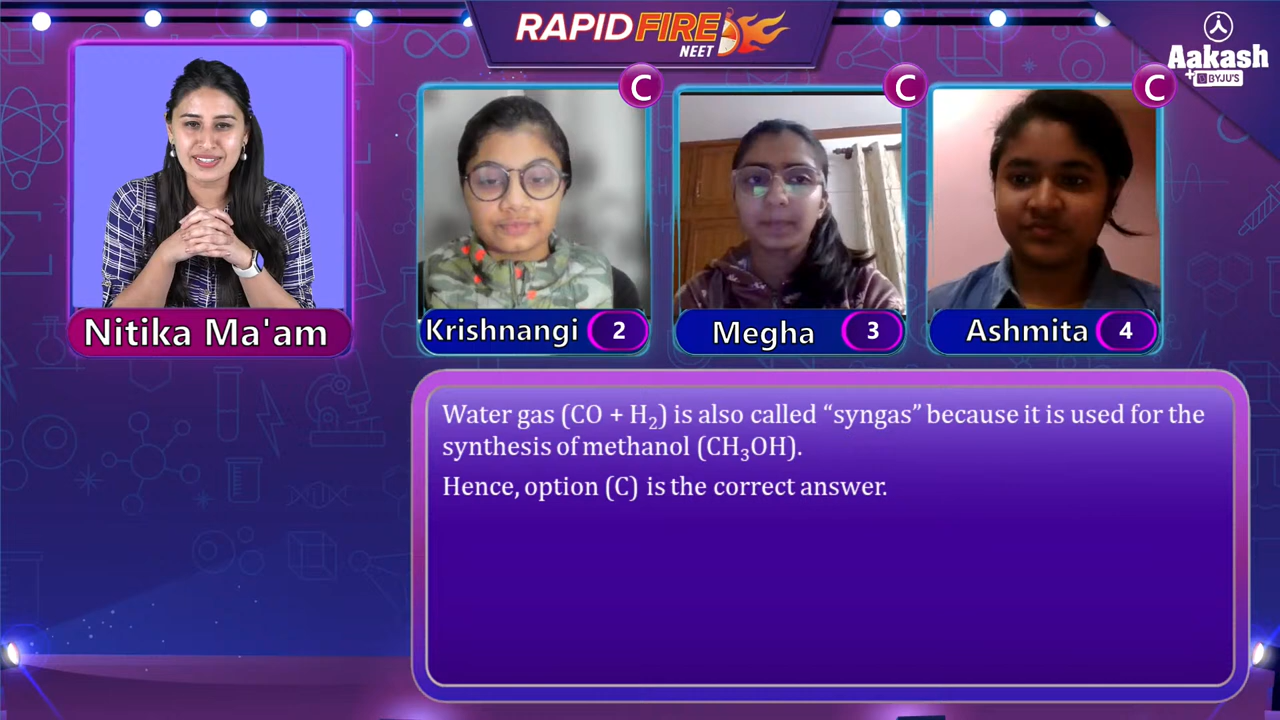 RAPID FIRE
NEET
Aakash
+ BYJU'S
C
C
C
Nitika Ma'am
Krishnangi 2
Megha 3
Ashmita 4
Water gas (CO + H₂) is also called “syngas” because it is used for the
synthesis of methanol (CH₃OH).
Hence, option (C) is the correct answer.